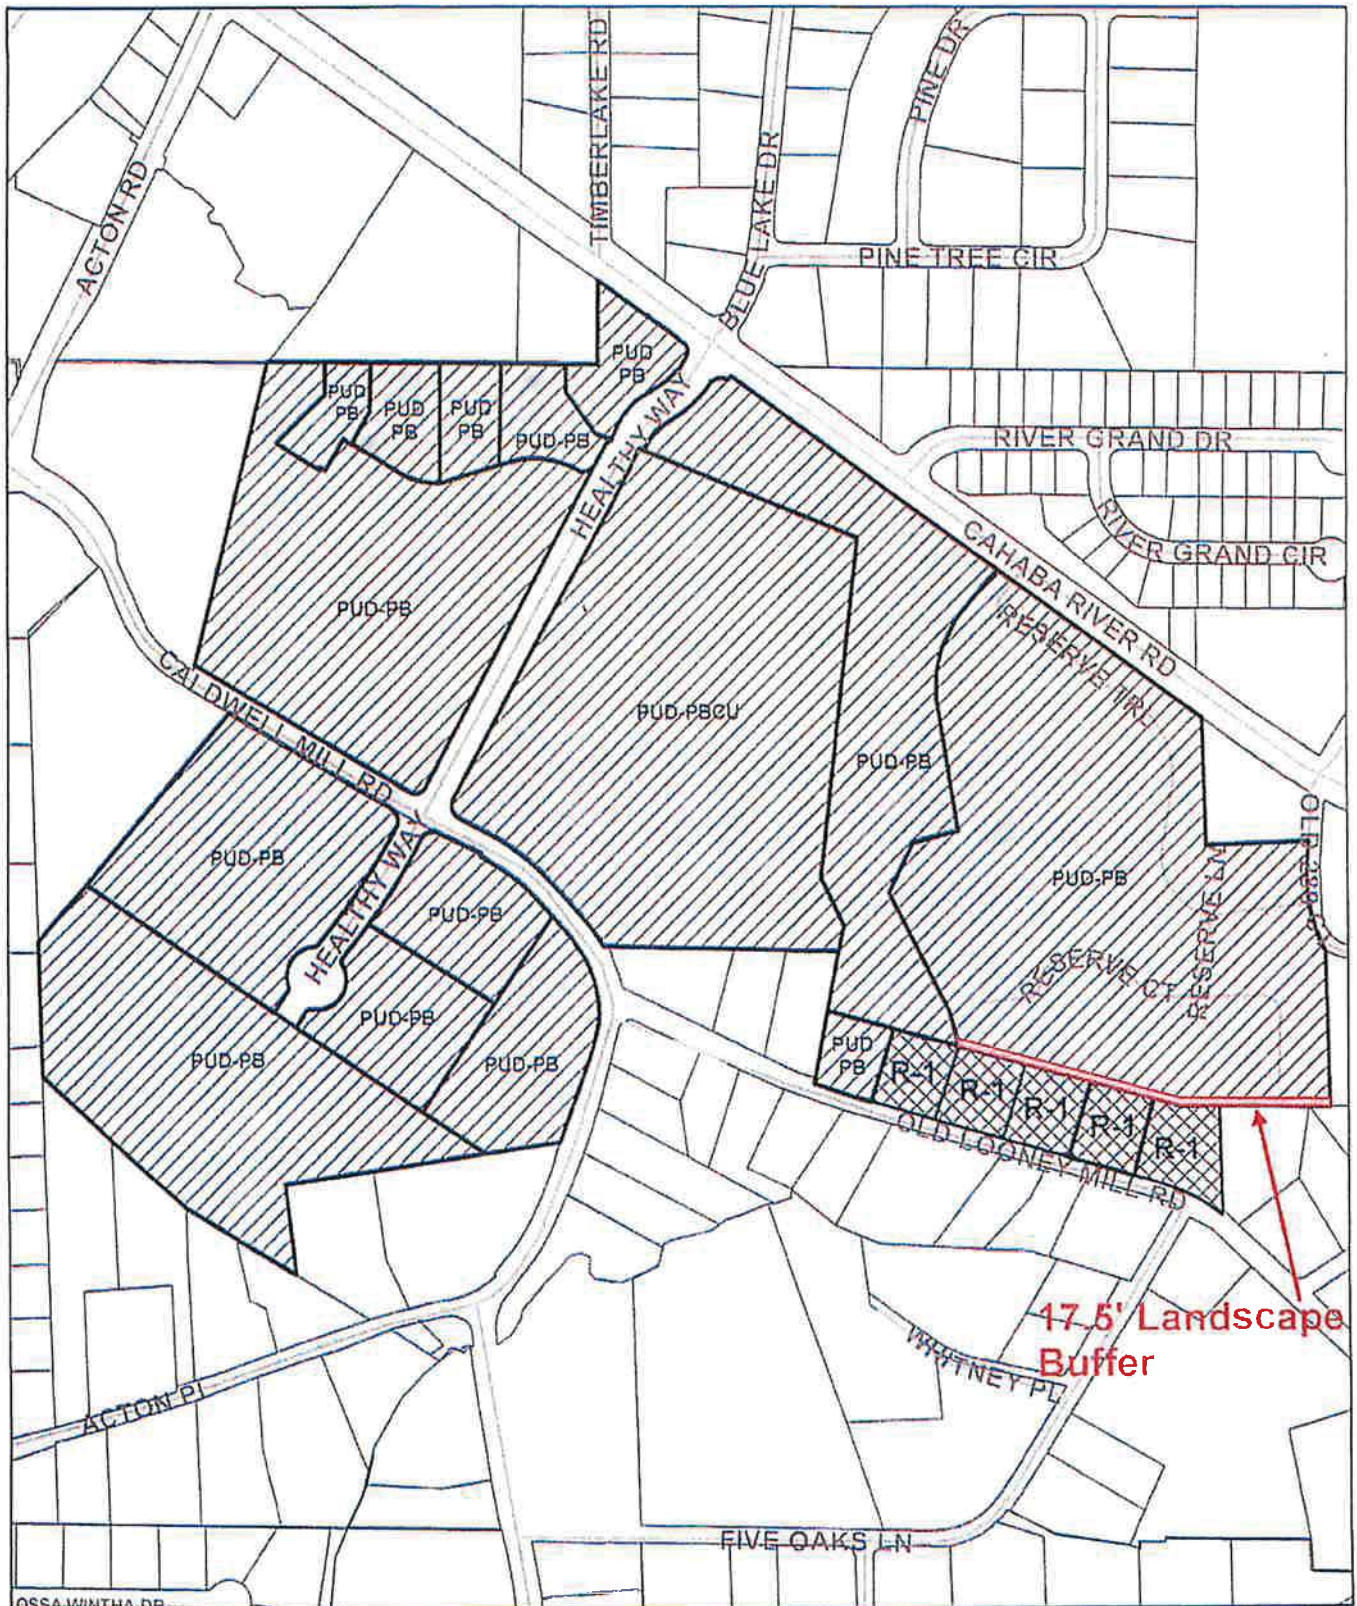 TIMBERLAKE RD
PINE DR
ACTON RD
BLUE LAKE DR
PINE TREE CIR
PUD
PB
PUD
PB
PUD
PB
PUD
PB
PUD-PB
HEALTHY WAY
RIVER GRAND DR
RIVER GRAND CIR
CAHABA RIVER RD
RESERVE TRL
PUD-PB
CALDWELL MILL RD
PUD-PBCU
PUD-PB
PUD-PB
PUD-PB
HEALTHY WAY
PUD-PB
RESERVE LN
RESERVE CT
PUD-PB
PUD-PB
PUD-PB
PUD
PB
R-1
R-1
R-1
R-1
R-1
OLD LOONEY MILL RD
17.5' Landscape
Buffer
WHITNEY PL
ACTON PL
FIVE OAKS LN
OSSA-WINTHA DR